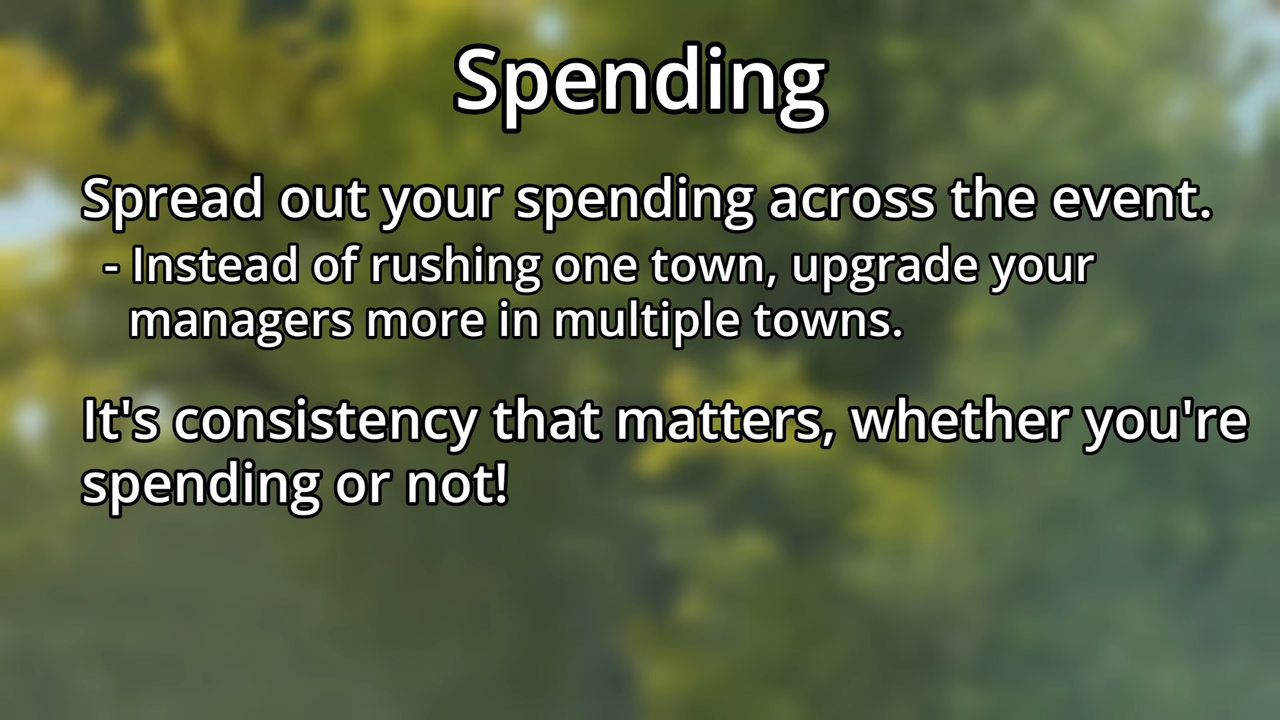 Spending
Spread out your spending across the event.
- Instead of rushing one town, upgrade your
managers more in multiple towns.
It's consistency that matters, whether you're
spending or not!